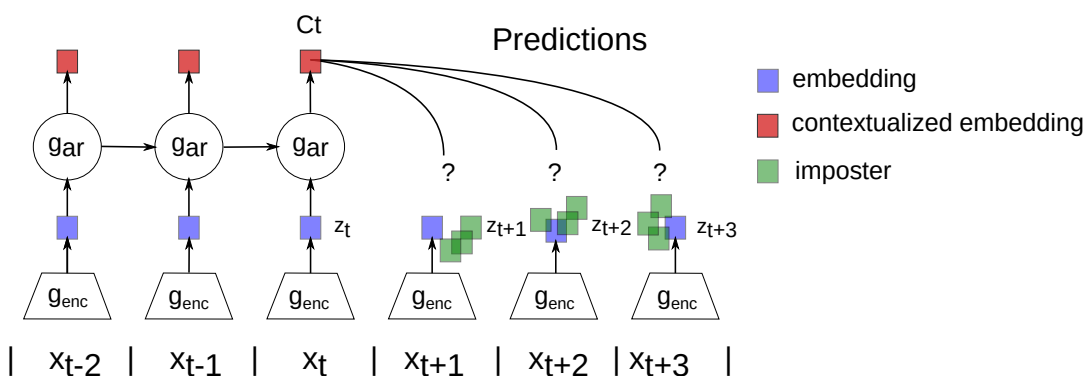 Ct
Predictions
embedding
contextualized embedding
imposter
gar gar gar
? ? ?
zt zt+1 zt+2 zt+3
genc genc genc genc genc genc
| xt-2 | xt-1 | xt | xt+1 | xt+2 | xt+3 |